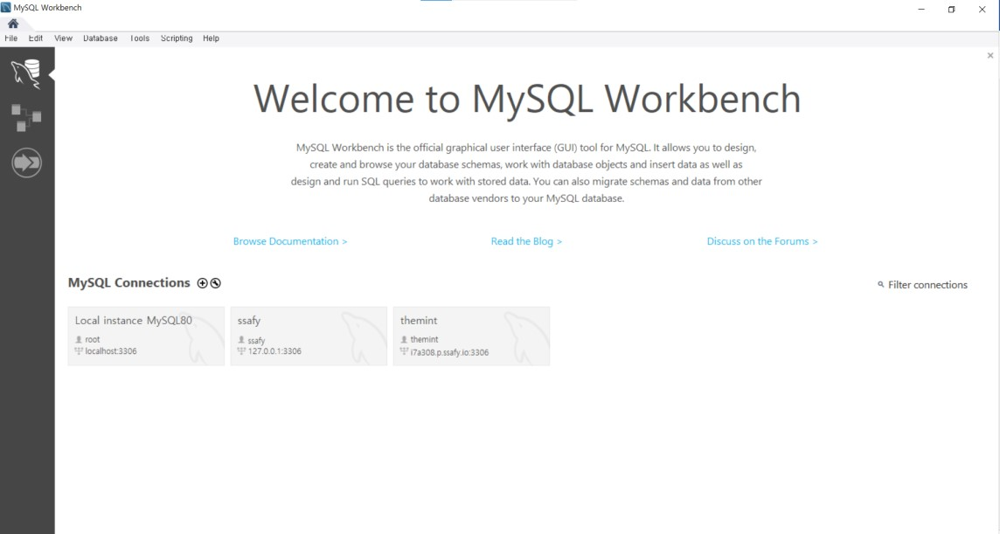 MySQL Workbench
File Edit View Database Tools Scripting Help
Welcome to MySQL Workbench
MySQL Workbench is the official graphical user interface (GUI) tool for MySQL. It allows you to design,
create and browse your database schemas, work with database objects and insert data as well as
design and run SQL queries to work with stored data. You can also migrate schemas and data from other
database vendors to your MySQL database.
Browse Documentation > Read the Blog > Discuss on the Forums >
MySQL Connections Filter connections
Local instance MySQL80 ssafy themint
root ssafy themint
localhost:3306 127.0.0.1:3306 i7a308.p.ssafy.io:3306